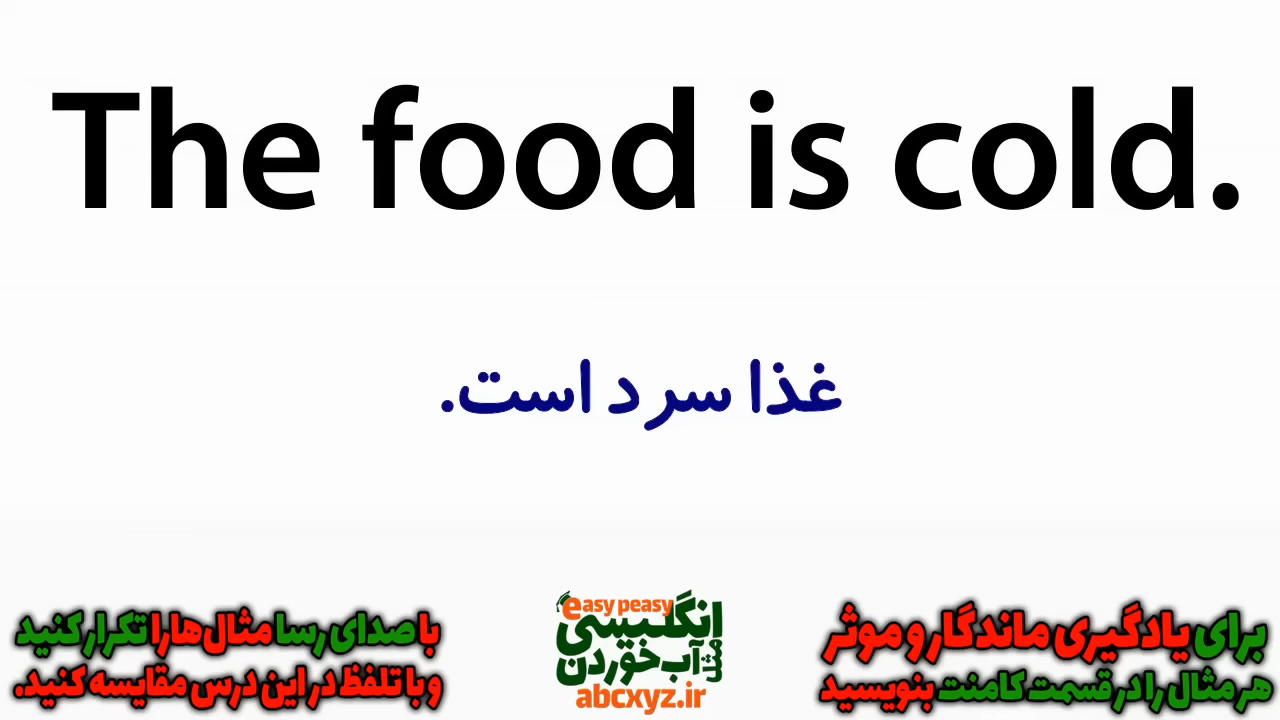 The food is cold.
غذا سرد است.
برای یادگیری ماندگار و موثر
هر مثال را در قسمت کامنت بنویسید
easy peasy
انگلیسی
مثل آب خوردن
abcxyz.ir
با صدای رسا مثال‌ها را تکرار کنید
و با تلفظ در این درس مقایسه کنید.